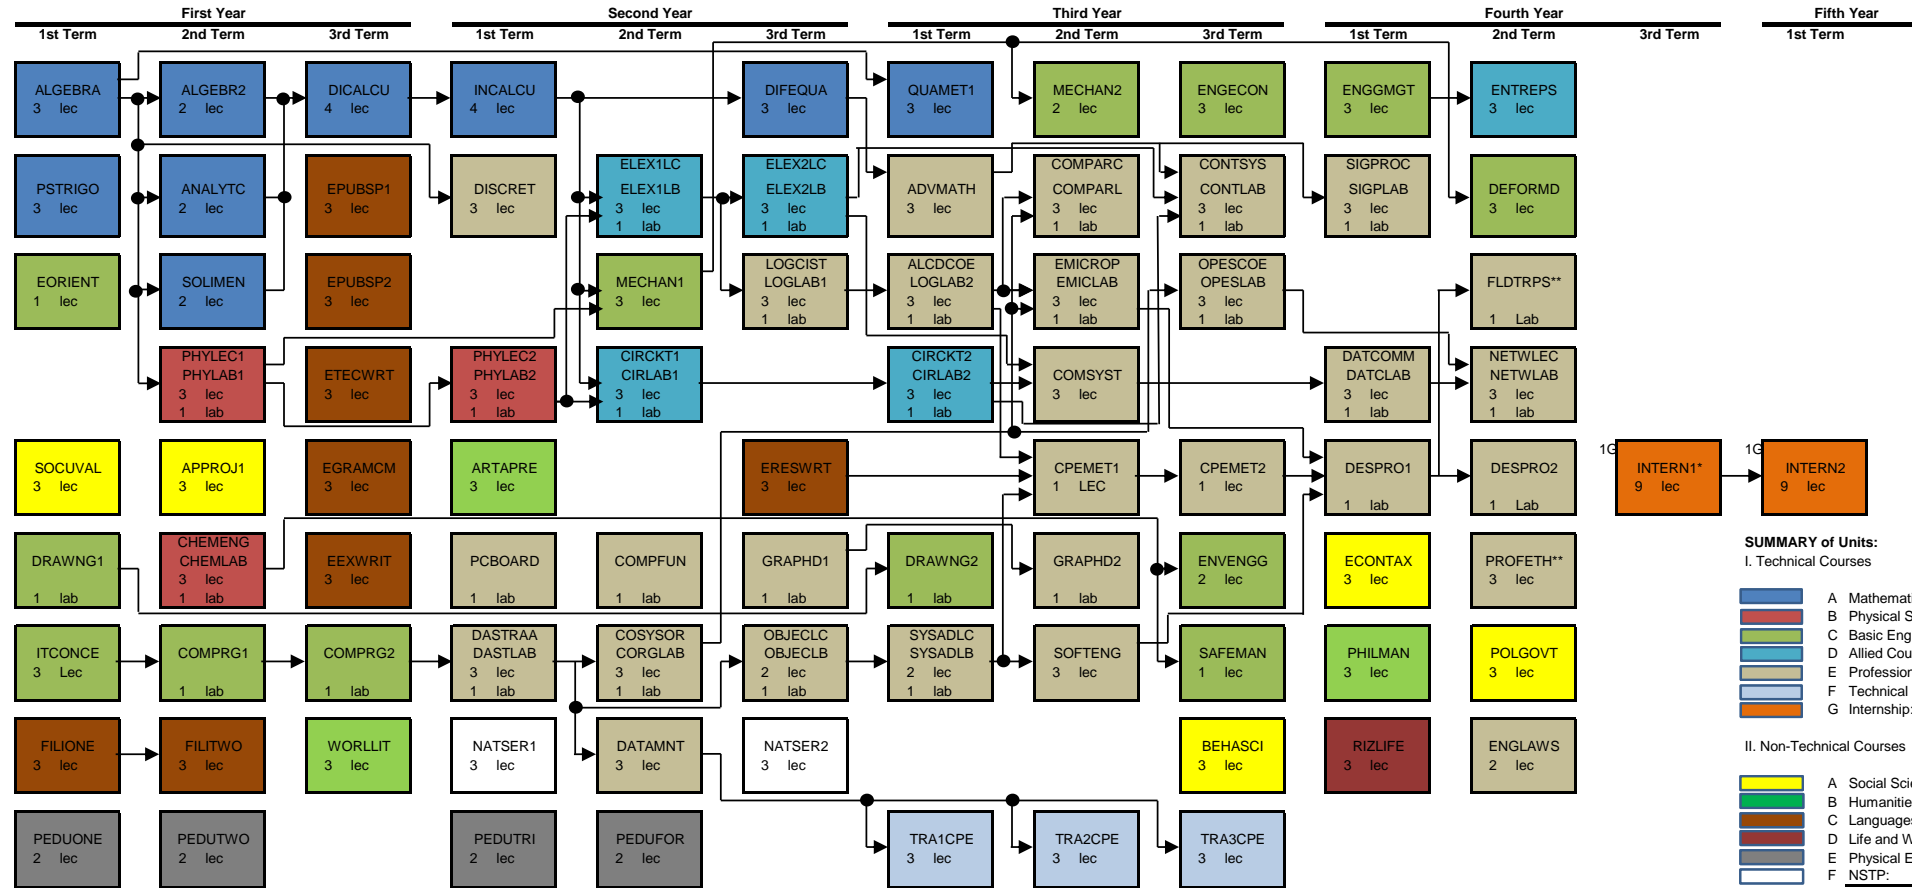 First Year Second Year Third Year Fourth Year Fifth Year
1st Term 2nd Term 3rd Term 1st Term 2nd Term 3rd Term 1st Term 2nd Term 3rd Term 1st Term 2nd Term 3rd Term 1st Term
ALGEBRA ALGEBR2 DICALCU INCALCU DIFEQUA QUAMET1 MECHAN2 ENGECON ENGGMGT ENTREPS
3 lec 2 lec 4 lec 4 lec 3 lec 3 lec 2 lec 3 lec 3 lec 3 lec
ELEX1LC ELEX2LC COMPARC CONTSYS SIGPROC
PSTRIGO ANALYTC EPUBSP1 DISCRET ELEX1LB ELEX2LB ADVMATH COMPARL CONTLAB SIGPLAB DEFORMD
3 lec 2 lec 3 lec 3 lec 3 lec 3 lec 3 lec 3 lec 3 lec 3 lec 3 lec
1 lab 1 lab 1 lab 1 lab 1 lab
LOGCIST ALCDCOE EMICROP OPESCOE
EORIENT SOLIMEN EPUBSP2 MECHAN1 LOGLAB1 LOGLAB2 EMICLAB OPESLAB FLDTRPS**
1 lec 2 lec 3 lec 3 lec 3 lec 3 lec 3 lec 3 lec
1 lab 1 lab 1 lab 1 lab 1 Lab
PHYLEC1 PHYLEC2 CIRCKT1 CIRCKT2 DATCOMM NETWLEC
PHYLAB1 ETECWRT PHYLAB2 CIRLAB1 CIRLAB2 COMSYST DATCLAB NETWLAB
3 lec 3 lec 3 lec 3 lec 3 lec 3 lec 3 lec 3 lec
1 lab 1 lab 1 lab 1 lab 1 lab 1 lab
1G 1G
SOCUVAL APPROJ1 EGRAMCM ARTAPRE ERESWRT CPEMET1 CPEMET2 DESPRO1 DESPRO2 INTERN1* INTERN2
3 lec 3 lec 3 lec 3 lec 3 lec 1 LEC 1 lec 9 lec 9 lec
1 lab 1 Lab
CHEMENG
DRAWNG1 CHEMLAB EEXWRIT PCBOARD COMPFUN GRAPHD1 DRAWNG2 GRAPHD2 ENVENGG ECONTAX PROFETH**
3 lec 3 lec 2 lec 3 lec 3 lec
1 lab 1 lab 1 lab 1 lab 1 lab 1 lab 1 lab
DASTRAA COSYSOR OBJECLC SYSADLC
ITCONCE COMPRG1 COMPRG2 DASTLAB CORGLAB OBJECLB SYSADLB SOFTENG SAFEMAN PHILMAN POLGOVT
3 Lec 3 lec 3 lec 2 lec 2 lec 3 lec 1 lec 3 lec 3 lec
1 lab 1 lab 1 lab 1 lab 1 lab 1 lab
FILIONE FILITWO WORLLIT NATSER1 DATAMNT NATSER2 BEHASCI RIZLIFE ENGLAWS
3 lec 3 lec 3 lec 3 lec 3 lec 3 lec 3 lec 3 lec 2 lec
PEDUONE PEDUTWO PEDUTRI PEDUFOR TRA1CPE TRA2CPE TRA3CPE
2 lec 2 lec 2 lec 2 lec 3 lec 3 lec 3 lec
SUMMARY of Units:
I. Technical Courses
A Mathemati
B Physical S
C Basic Eng
D Allied Cou
E Profession
F Technical
G Internship:
II. Non-Technical Courses
A Social Scie
B Humanitie
C Languages
D Life and W
E Physical E
F NSTP: